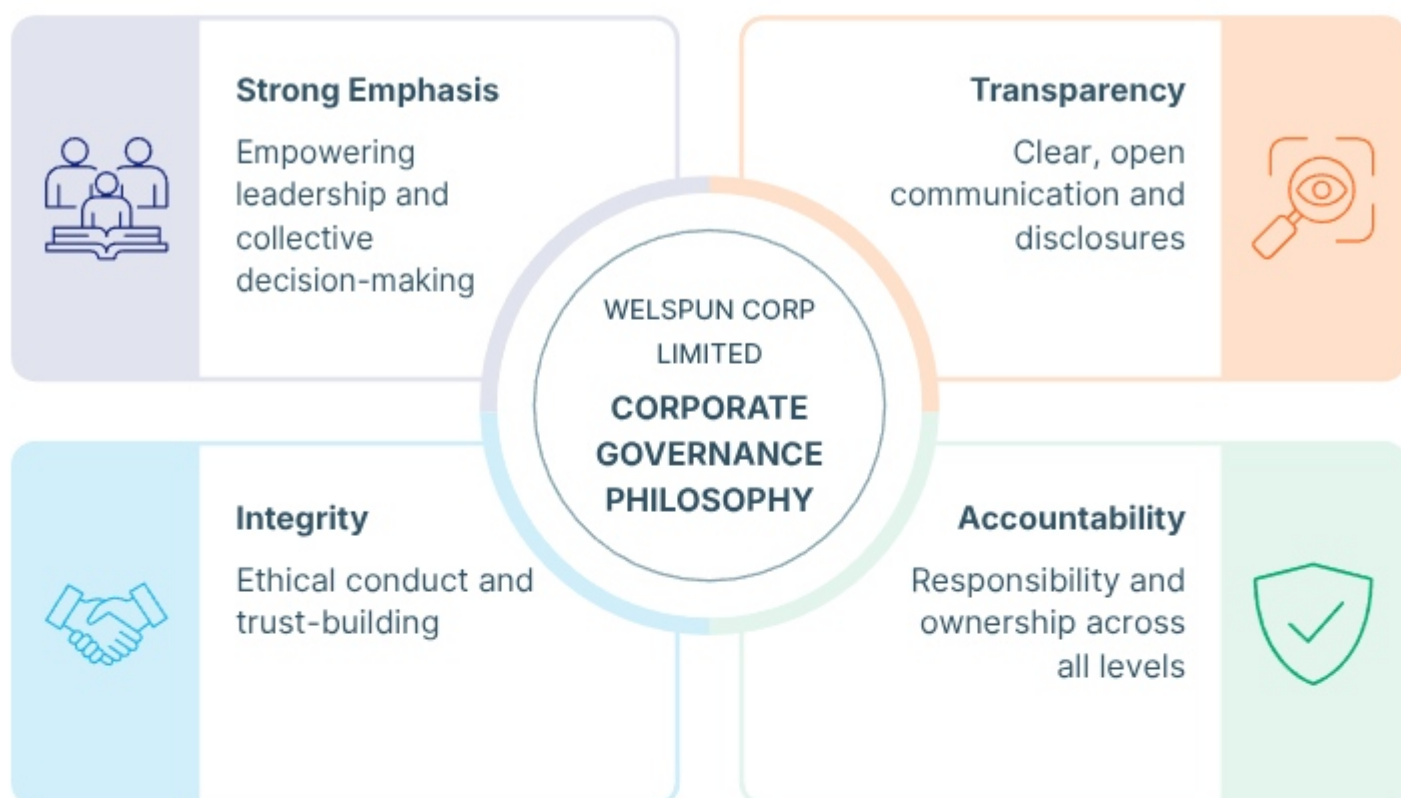 Strong Emphasis
Empowering
leadership and
collective
decision-making
Transparency
Clear, open
communication and
disclosures
WELSPUN CORP
LIMITED
CORPORATE
GOVERNANCE
PHILOSOPHY
Integrity
Ethical conduct and
trust-building
Accountability
Responsibility and
ownership across
all levels